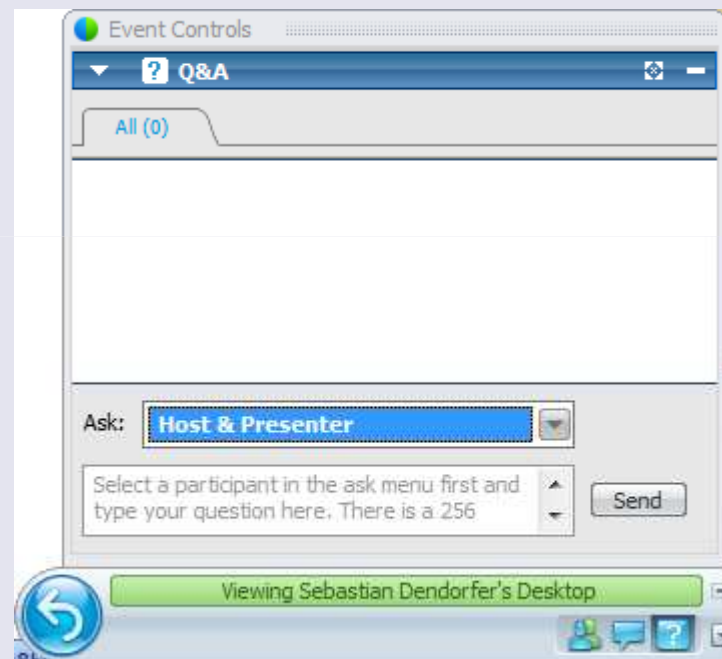 Event Controls
? Q&A
All (0)
Ask: Host & Presenter
Select a participant in the ask menu first and
type your question here. There is a 256
Send
Viewing Sebastian Dendorfer's Desktop
?